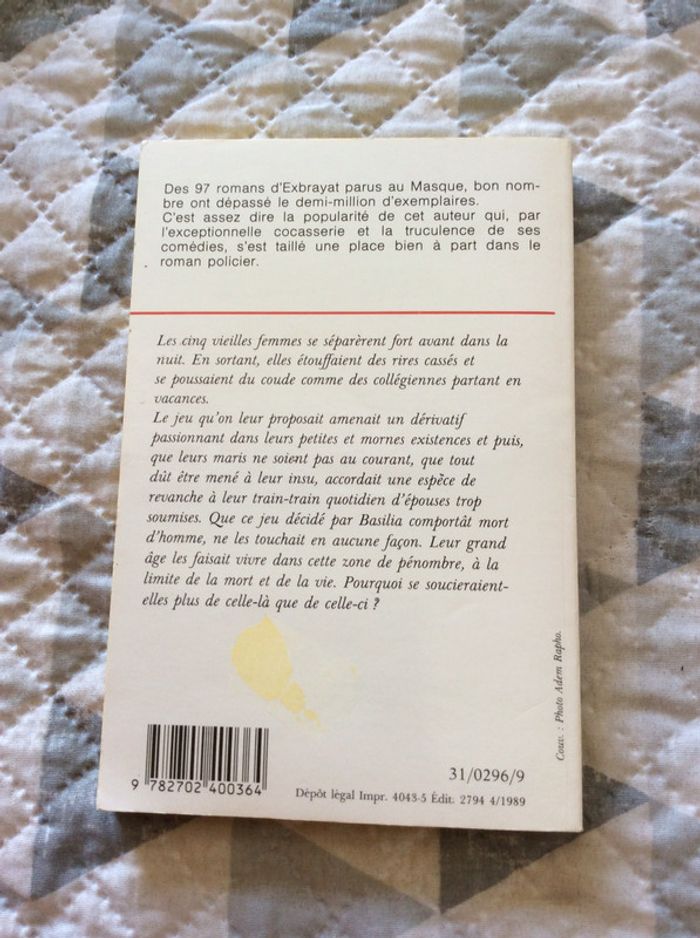 Des 97 romans d'Exbrayat parus au Masque, bon nom-
bre ont dépassé le demi-million d'exemplaires.
C'est assez dire la popularité de cet auteur qui, par
l'exceptionnelle cocasserie et la truculence de ses
comédies, s'est taillé une place bien à part dans le
roman policier.
Les cinq vieilles femmes se séparèrent fort avant dans la
nuit. En sortant, elles étouffaient des rires cassés et
se poussaient du coude comme des collégiennes partant en
vacances.
Le jeu qu'on leur proposait amenait un dérivatif
passionnant dans leurs petites et mornes existences et puis,
que leurs maris ne soient pas au courant, que tout
dût être mené à leur insu, accordait une espèce de
revanche à leur train-train quotidien d'épouses trop
soumises. Que ce jeu décidé par Basilia comportât mort
d'homme, ne les touchait en aucune façon. Leur grand
âge les faisait vivre dans cette zone de pénombre, à la
limite de la mort et de la vie. Pourquoi se soucieraient-
elles plus de celle-là que de celle-ci ?
Couv. : Photo Adem Rapho.
31/0296/9
9 782702 400364
Dépôt légal Impr. 4043-5 Édit. 2794 4/1989